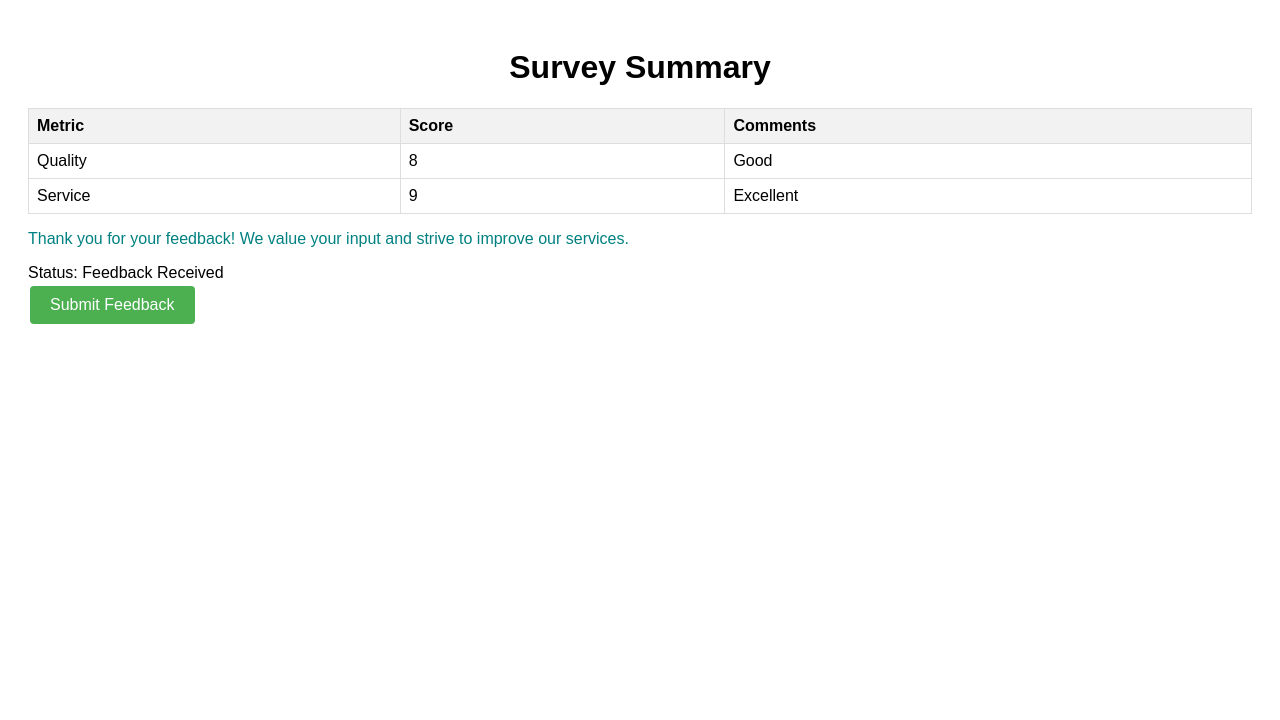 Survey Summary
Metric Score Comments
Quality 8 Good
Service 9 Excellent
Thank you for your feedback! We value your input and strive to improve our services.
Status: Feedback Received
Submit Feedback